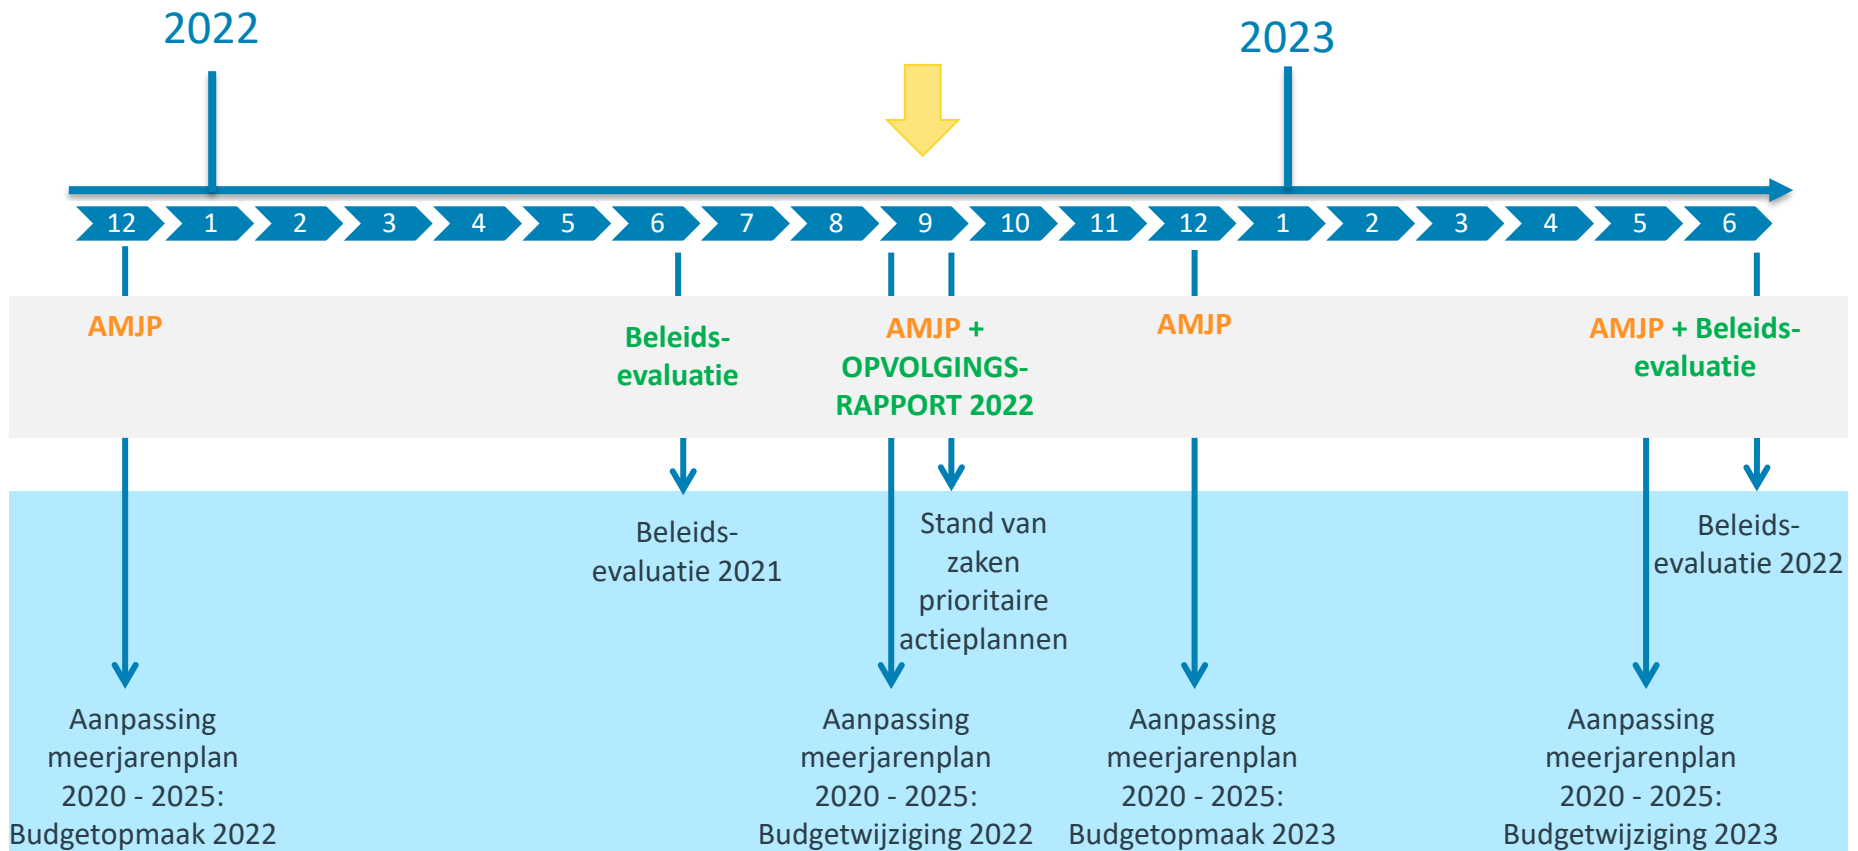 2022
2023
12 1 2 3 4 5 6 7 8 9 10 11 12 1 2 3 4 5 6
AMJP
Beleids-
evaluatie
AMJP +
OPVOLGINGS-
RAPPORT 2022
AMJP
AMJP + Beleids-
evaluatie
Beleids-
evaluatie 2021
Stand van
zaken
prioritaire
actieplannen
Beleids-
evaluatie 2022
Aanpassing
meerjarenplan
2020 - 2025:
Budgetopmaak 2022
Aanpassing
meerjarenplan
2020 - 2025:
Budgetwijziging 2022
Aanpassing
meerjarenplan
2020 - 2025:
Budgetopmaak 2023
Aanpassing
meerjarenplan
2020 - 2025:
Budgetwijziging 2023